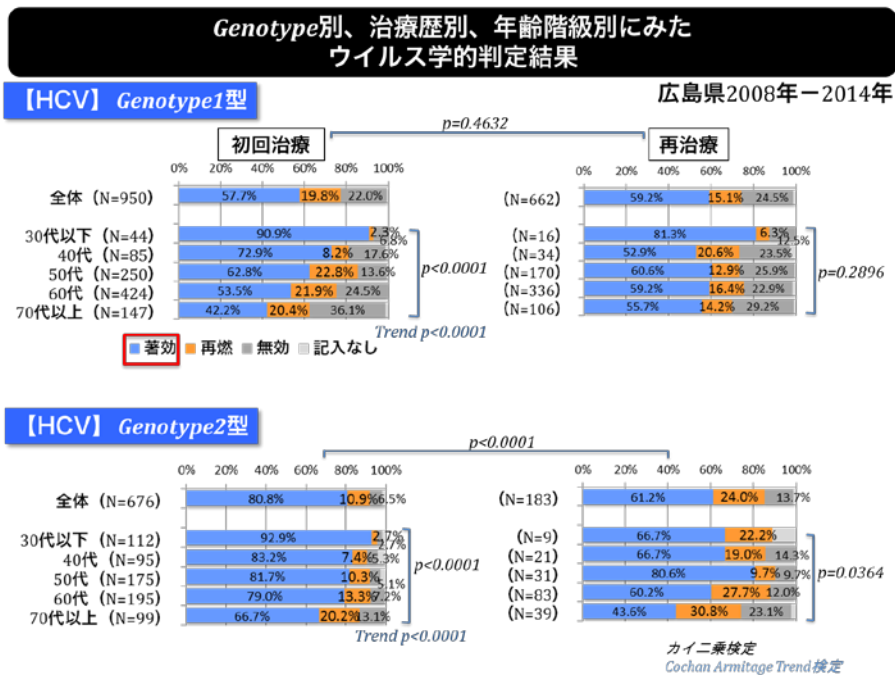 Genotype別、治療歴別、年齢階級別にみた
ウイルス学的判定結果
【HCV】 Genotype1型
広島県2008年－2014年
p=0.4632
初回治療
再治療
0% 20% 40% 60% 80% 100%
0% 20% 40% 60% 80% 100%
全体（N=950） 57.7% 19.8% 22.0%
（N=662） 59.2% 15.1% 24.5%
30代以下（N=44） 90.9% 2.3% 6.8%
（N=16） 81.3% 6.3% 12.5%
40代（N=85） 72.9% 8.2% 17.6%
（N=34） 52.9% 20.6% 23.5%
50代（N=250） 62.8% 22.8% 13.6%
（N=170） 60.6% 12.9% 25.9%
60代（N=424） 53.5% 21.9% 24.5%
（N=336） 59.2% 16.4% 22.9%
70代以上（N=147） 42.2% 20.4% 36.1%
（N=106） 55.7% 14.2% 29.2%
p<0.0001
p=0.2896
Trend p<0.0001
著効 再燃 無効 記入なし
【HCV】 Genotype2型
p<0.0001
0% 20% 40% 60% 80% 100%
0% 20% 40% 60% 80% 100%
全体（N=676） 80.8% 10.9% 6.5%
（N=183） 61.2% 24.0% 13.7%
30代以下（N=112） 92.9% 2.7% 2.7%
（N=9） 66.7% 22.2%
40代（N=95） 83.2% 7.4% 5.3%
（N=21） 66.7% 19.0% 14.3%
50代（N=175） 81.7% 10.3% 5.1%
（N=31） 80.6% 9.7% 9.7%
60代（N=195） 79.0% 13.3% 7.2%
（N=83） 60.2% 27.7% 12.0%
70代以上（N=99） 66.7% 20.2% 13.1%
（N=39） 43.6% 30.8% 23.1%
p<0.0001
p=0.0364
Trend p<0.0001
カイ二乗検定
Cochan Armitage Trend検定